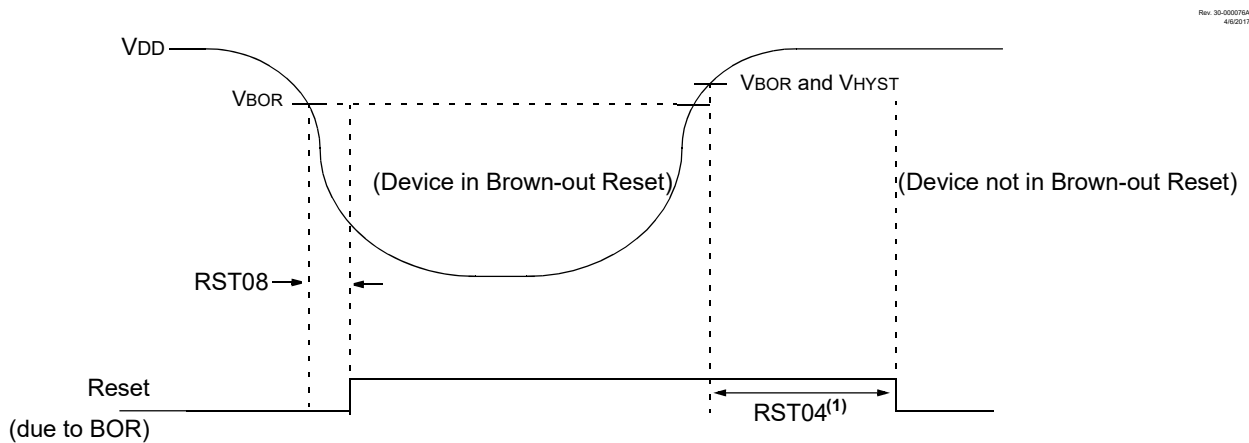 Rev. 30-000076A
4/6/2017
VDD
VBOR
VBOR and VHYST
(Device in Brown-out Reset)
(Device not in Brown-out Reset)
RST08
Reset
(due to BOR)
RST04(1)